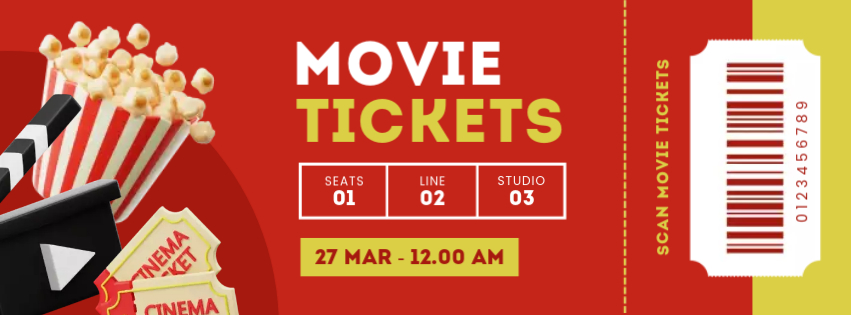 MOVIE
TICKETS
SEATS
01
LINE
02
STUDIO
03
27 MAR - 12.00 AM
CINEMA
TICKET
CINEMA
SCAN MOVIE TICKETS
0123456789